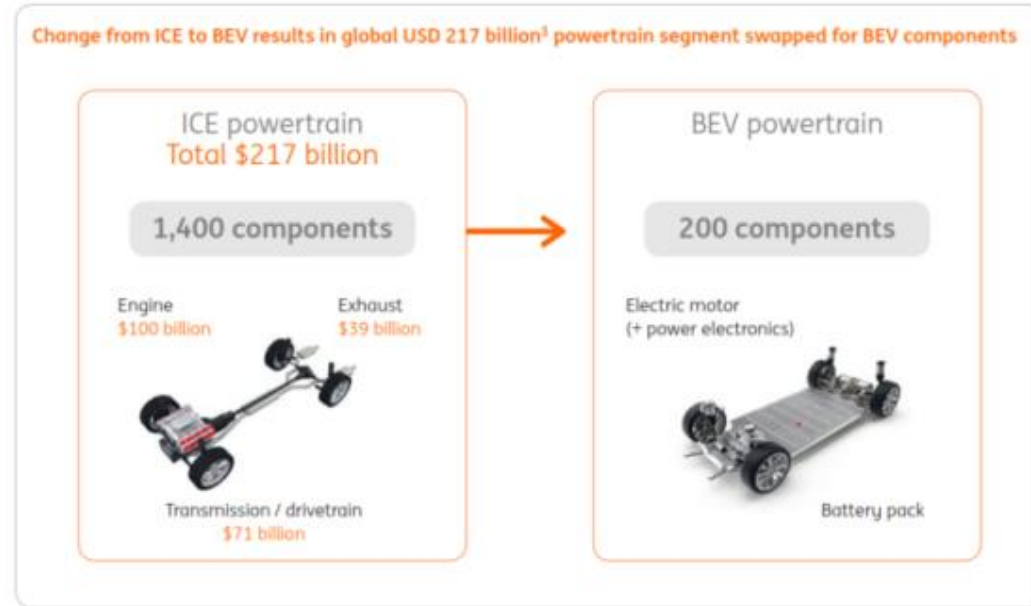 Change from ICE to BEV results in global USD 217 billion¹ powertrain segment swapped for BEV components
ICE powertrain
Total $217 billion
1,400 components
Engine
$100 billion
Exhaust
$39 billion
Transmission / drivetrain
$71 billion
BEV powertrain
200 components
Electric motor
(+ power electronics)
Battery pack